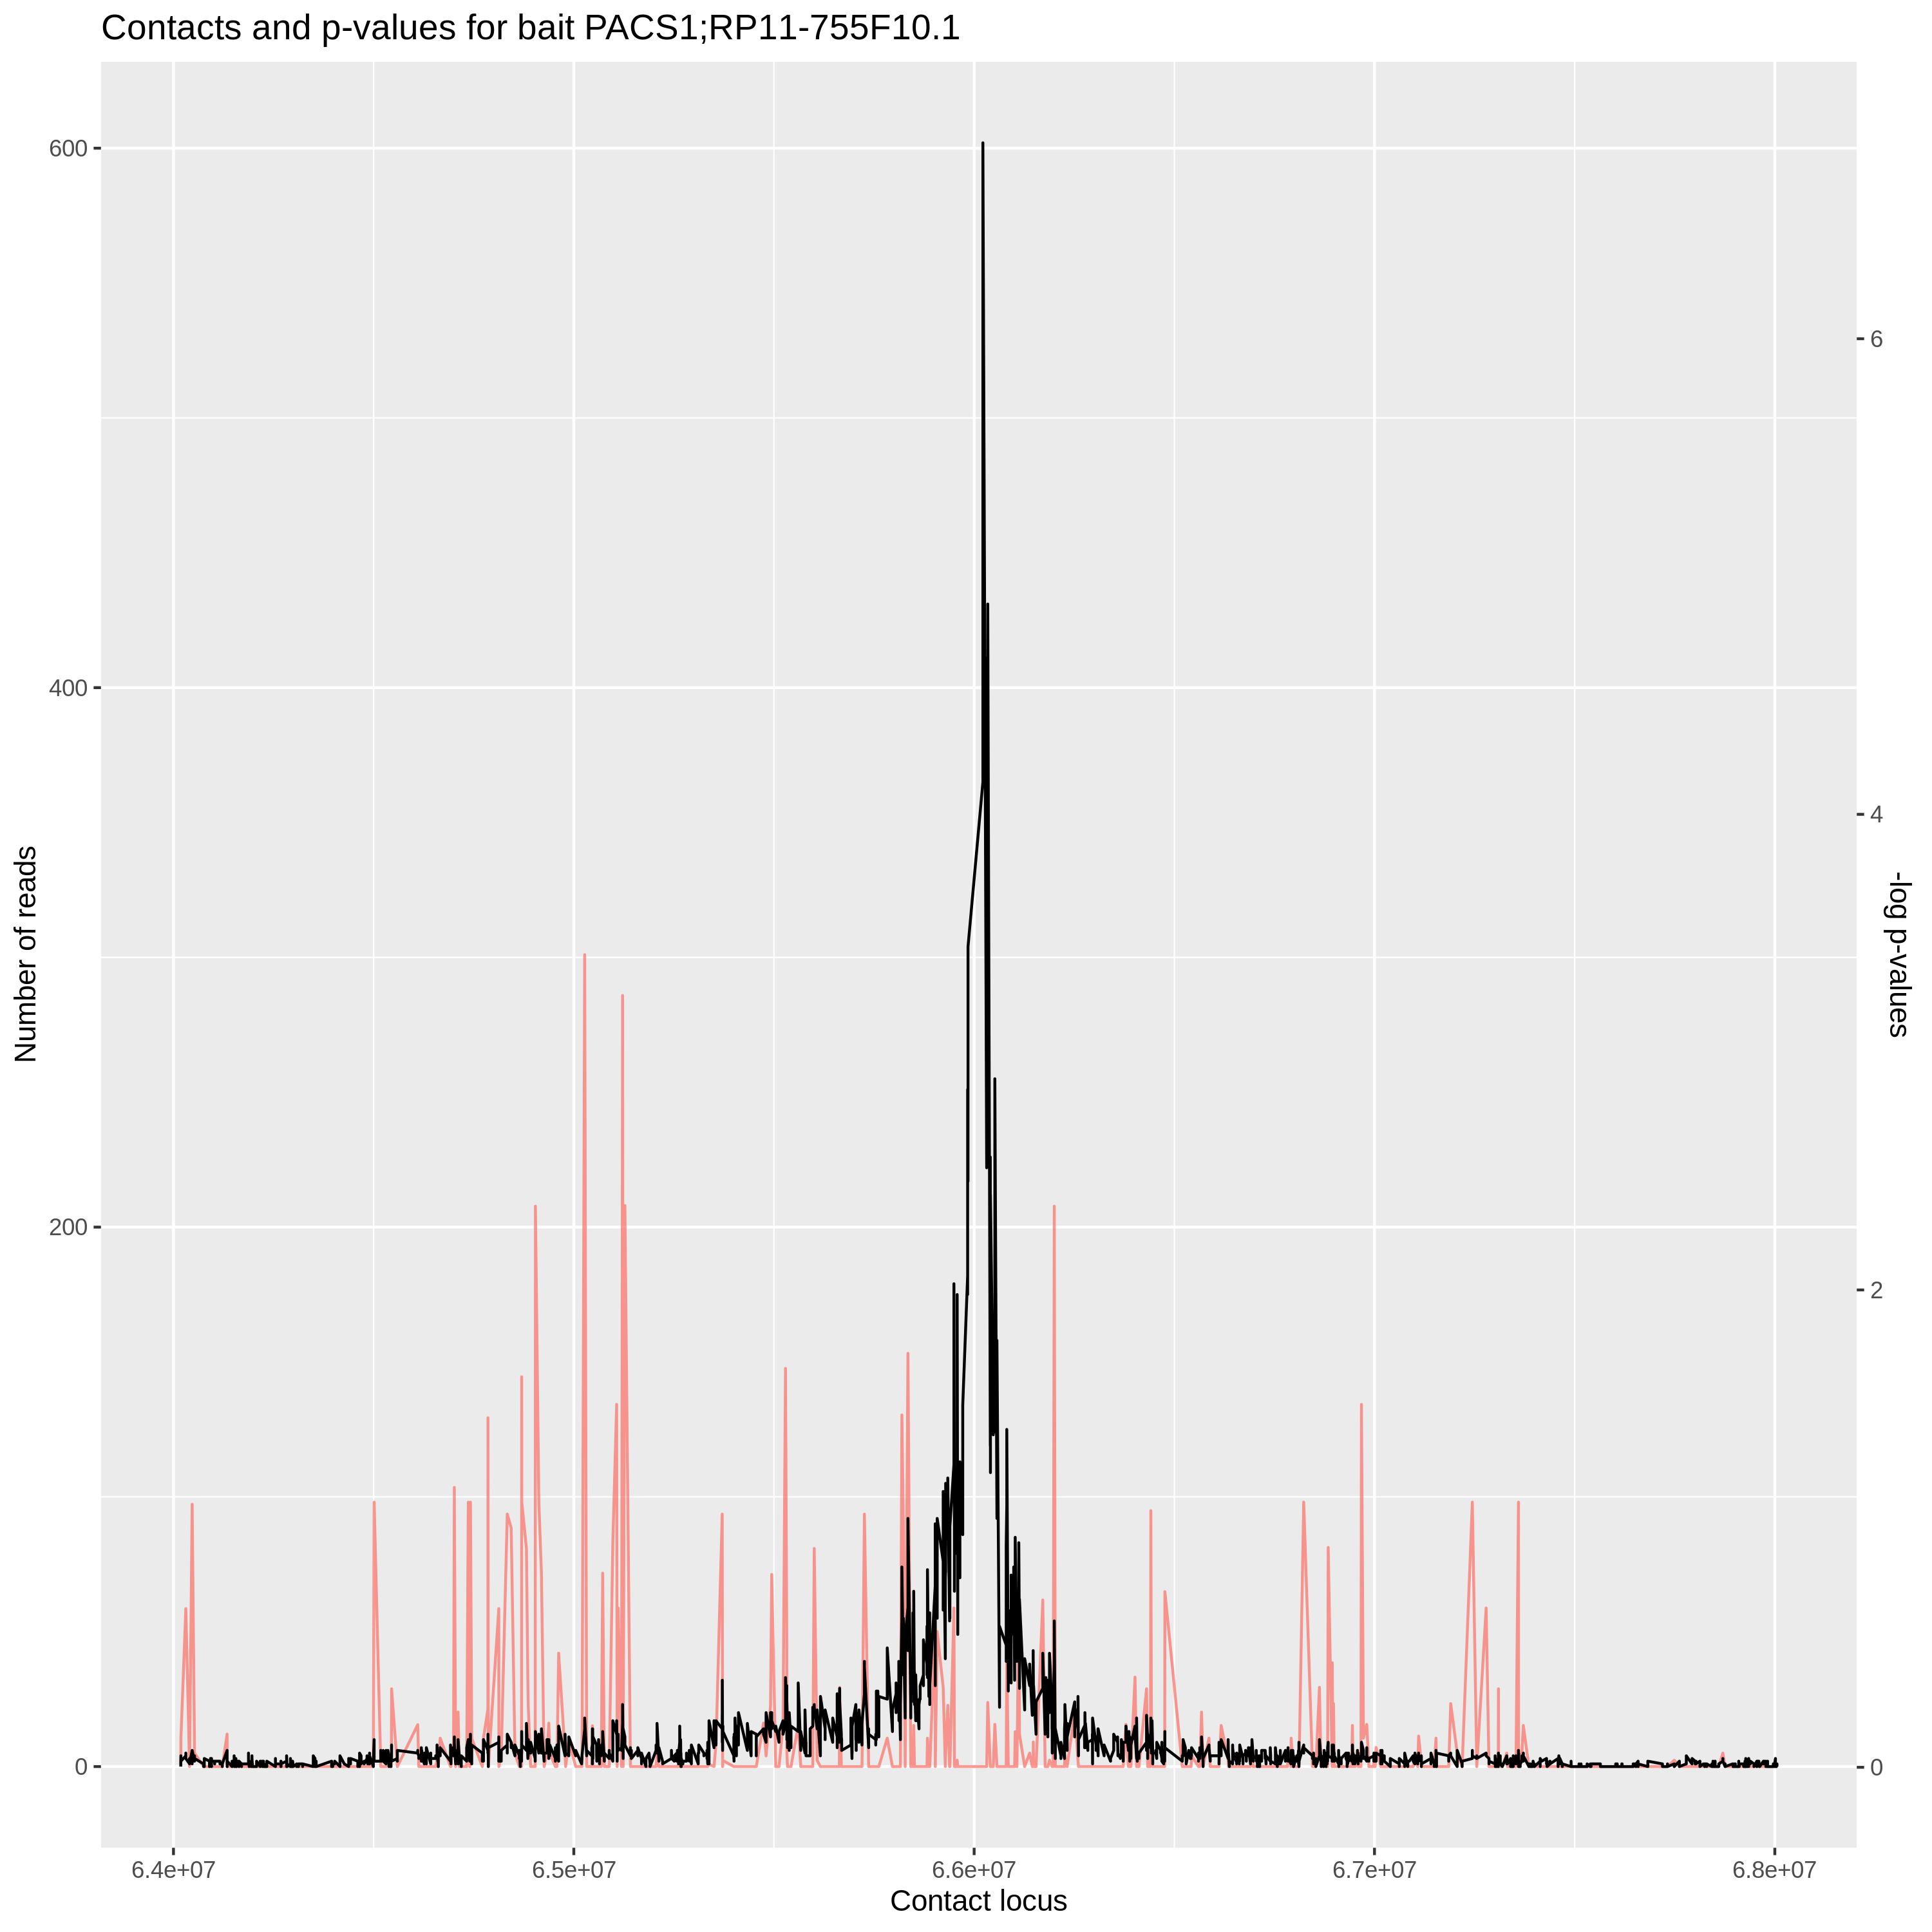 Contacts and p-values for bait PACS1;RP11-755F10.1
600
400
200
0
Number of reads
6
4
2
0
-log p-values
6.4e+07
6.5e+07
6.6e+07
6.7e+07
6.8e+07
Contact locus